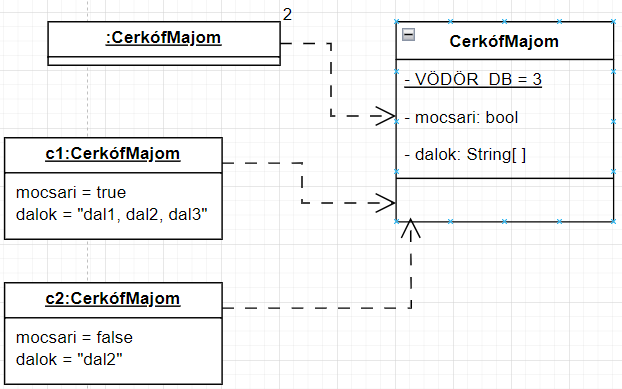 2
:CerkófMajom
CerkófMajom
- VÖDÖR_DB = 3
- mocsari: bool
- dalok: String[ ]
c1:CerkófMajom
mocsari = true
dalok = "dal1, dal2, dal3"
c2:CerkófMajom
mocsari = false
dalok = "dal2"